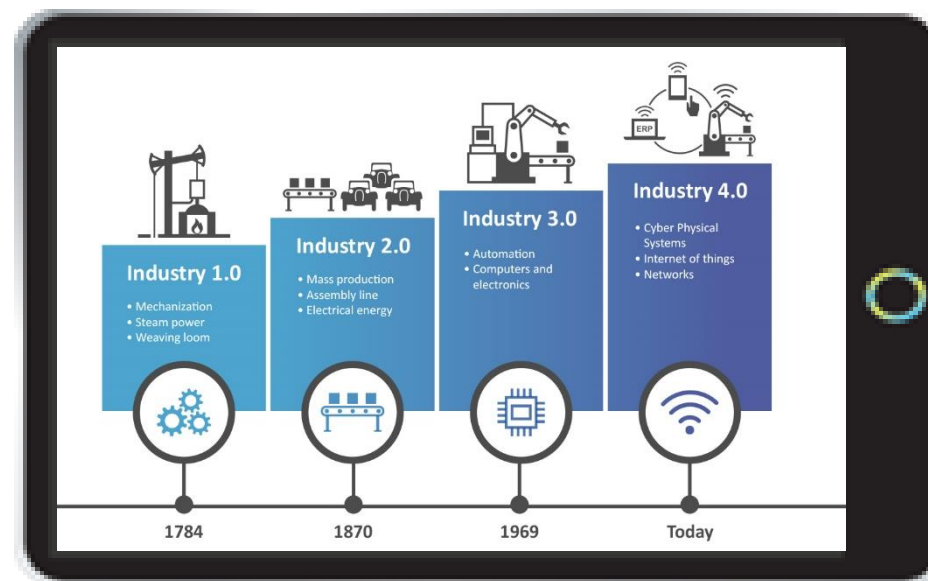 ERP
Industry 1.0
• Mechanization
• Steam power
• Weaving loom
Industry 2.0
• Mass production
• Assembly line
• Electrical energy
Industry 3.0
• Automation
• Computers and
electronics
Industry 4.0
• Cyber Physical
Systems
• Internet of things
• Networks
1784
1870
1969
Today